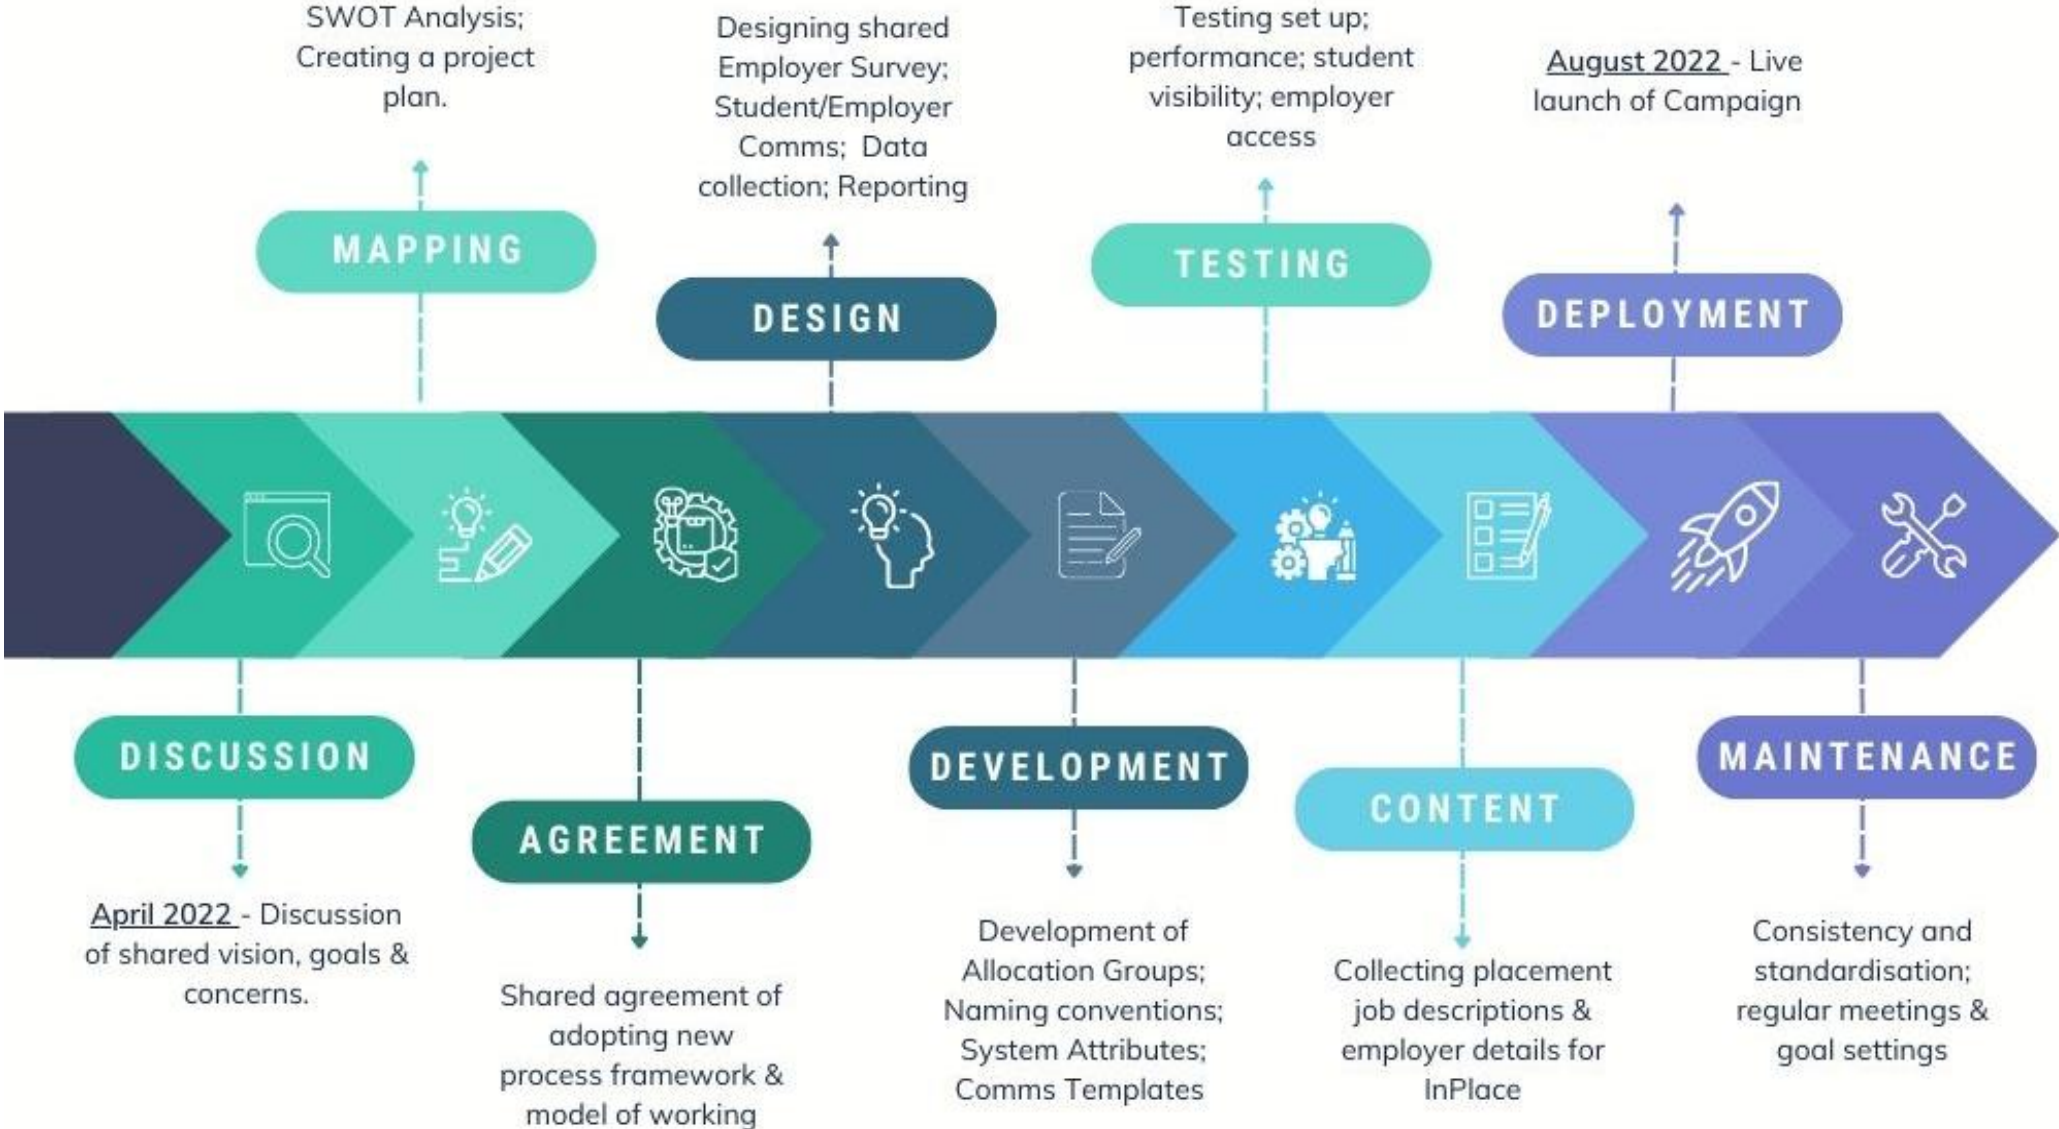 SWOT Analysis;
Creating a project
plan.
MAPPING
Designing shared
Employer Survey;
Student/Employer
Comms; Data
collection; Reporting
DESIGN
Testing set up;
performance; student
visibility; employer
access
TESTING
August 2022 - Live
launch of Campaign
DEPLOYMENT
DISCUSSION
April 2022 - Discussion
of shared vision, goals &
concerns.
AGREEMENT
Shared agreement of
adopting new
process framework &
model of working
DEVELOPMENT
Development of
Allocation Groups;
Naming conventions;
System Attributes;
Comms Templates
CONTENT
Collecting placement
job descriptions &
employer details for
InPlace
MAINTENANCE
Consistency and
standardisation;
regular meetings &
goal settings